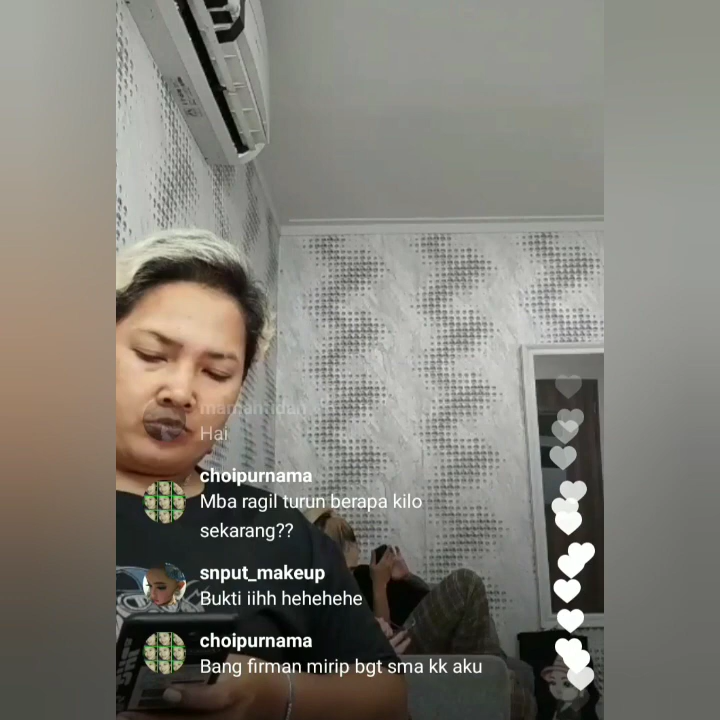 mamantidan
Hai
choipurnama
Mba ragil turun berapa kilo
sekarang??
snput_makeup
Bukti iihh hehehehe
choipurnama
Bang firman mirip bgt sma kk aku